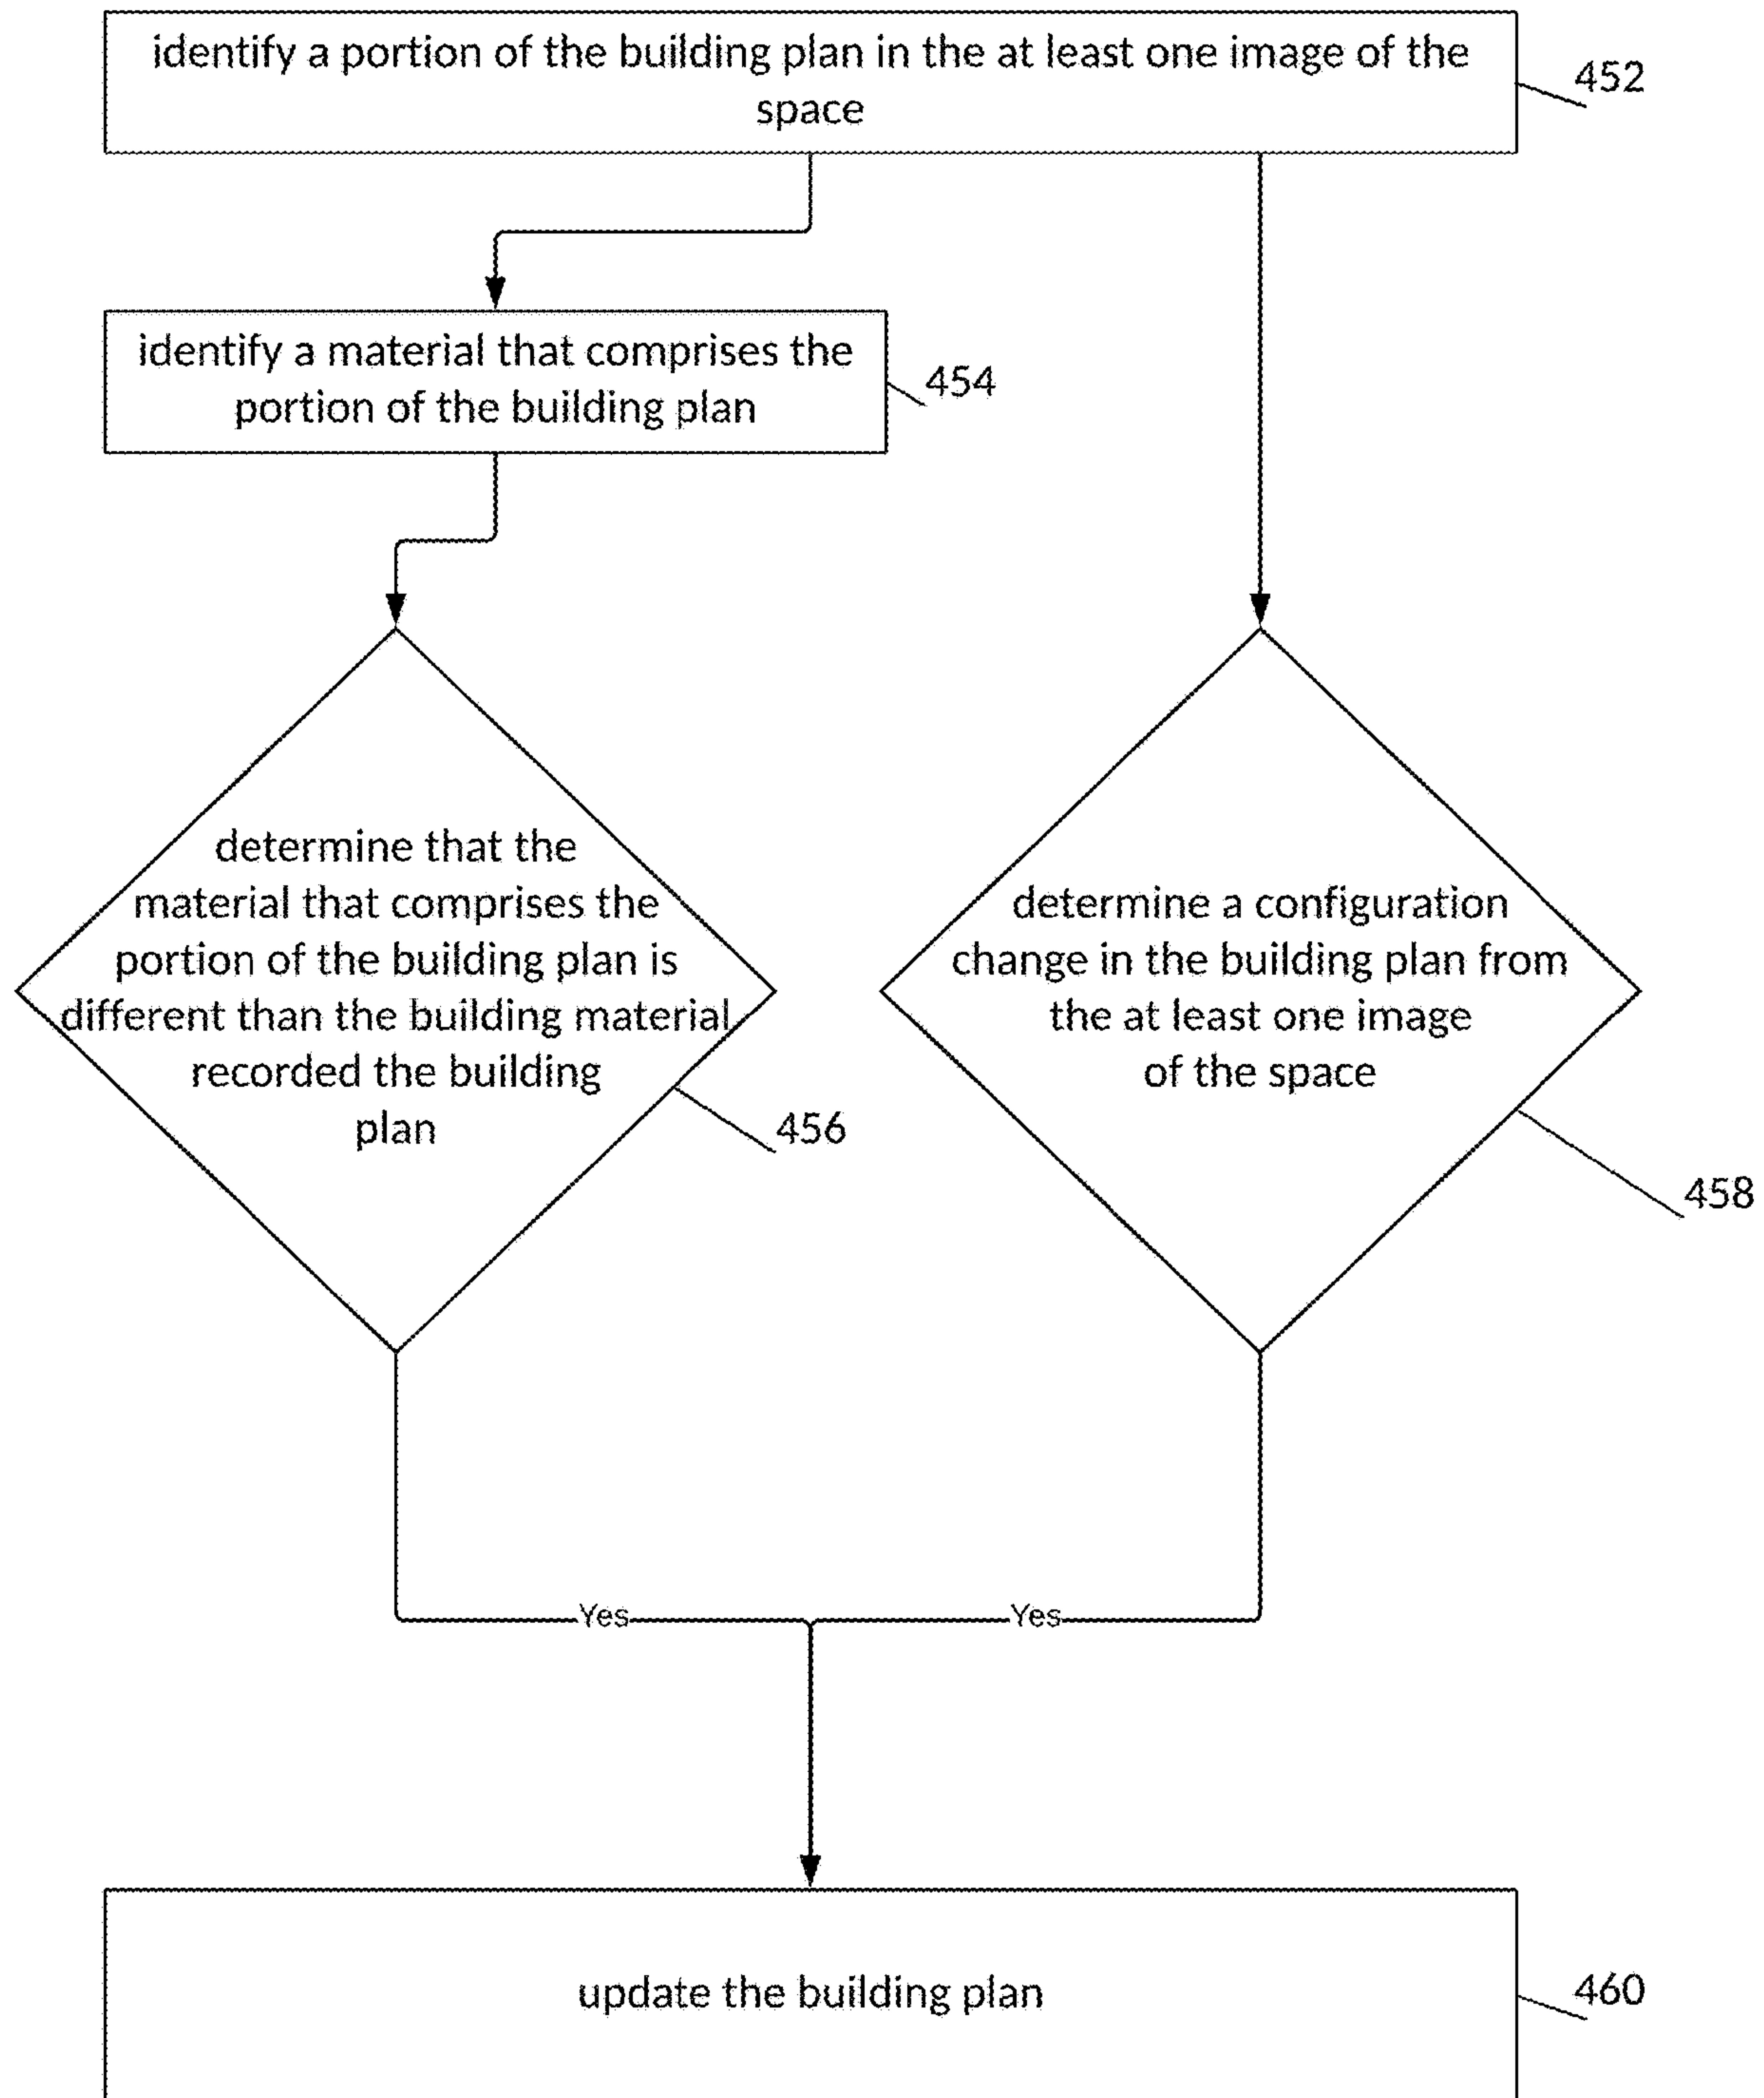 identify a portion of the building plan in the at least one image of the
space
452
identify a material that comprises the
portion of the building plan
454
determine that the
material that comprises the
portion of the building plan is
different than the building material
recorded the building
plan
456
determine a configuration
change in the building plan from
the at least one image
of the space
458
Yes
Yes
update the building plan
460